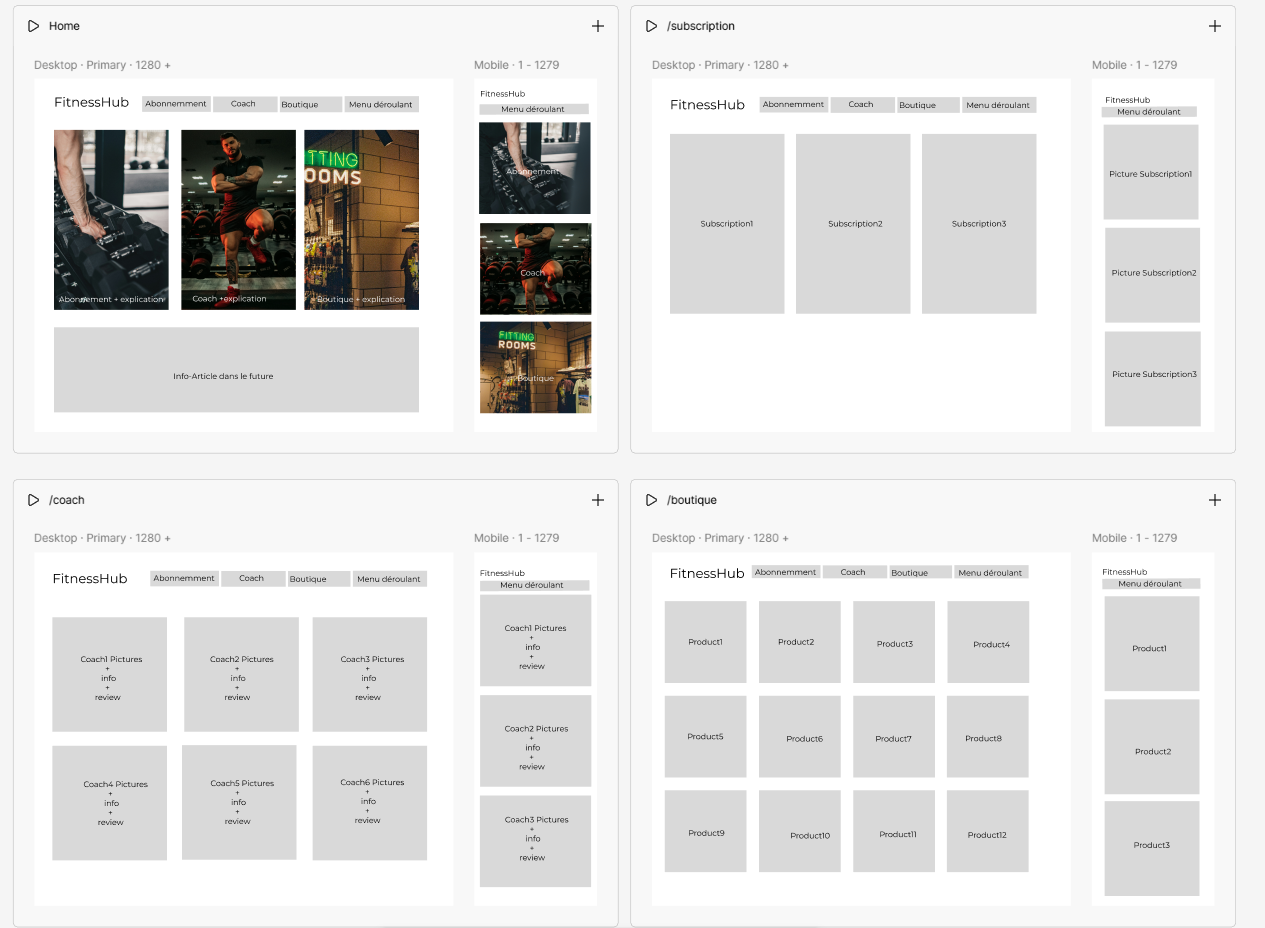 Home
Desktop · Primary · 1280 +
Mobile · 1 - 1279
FitnessHub
Abonnemment
Coach
Boutique
Menu déroulant
TTING
OOMS
Abonnement + explication
Coach +explication
Boutique + explication
Info-Article dans le future
FitnessHub
Menu déroulant
Abonnement
Coach
FITTING
ROOMS
Boutique
/subscription
Desktop · Primary · 1280 +
Mobile · 1 - 1279
FitnessHub
Abonnemment
Coach
Boutique
Menu déroulant
Subscription1
Subscription2
Subscription3
FitnessHub
Menu déroulant
Picture Subscription1
Picture Subscription2
Picture Subscription3
/coach
Desktop · Primary · 1280 +
Mobile · 1 - 1279
FitnessHub
Abonnemment
Coach
Boutique
Menu déroulant
Coach1 Pictures
+
info
+
review
Coach2 Pictures
+
info
+
review
Coach3 Pictures
+
info
+
review
Coach4 Pictures
+
info
+
review
Coach5 Pictures
+
info
+
review
Coach6 Pictures
+
info
+
review
FitnessHub
Menu déroulant
Coach1 Pictures
+
info
+
review
Coach2 Pictures
+
info
+
review
Coach3 Pictures
+
info
+
review
/boutique
Desktop · Primary · 1280 +
Mobile · 1 - 1279
FitnessHub
Abonnemment
Coach
Boutique
Menu déroulant
Product1
Product2
Product3
Product4
Product5
Product6
Product7
Product8
Product9
Product10
Product11
Product12
FitnessHub
Menu déroulant
Product1
Product2
Product3